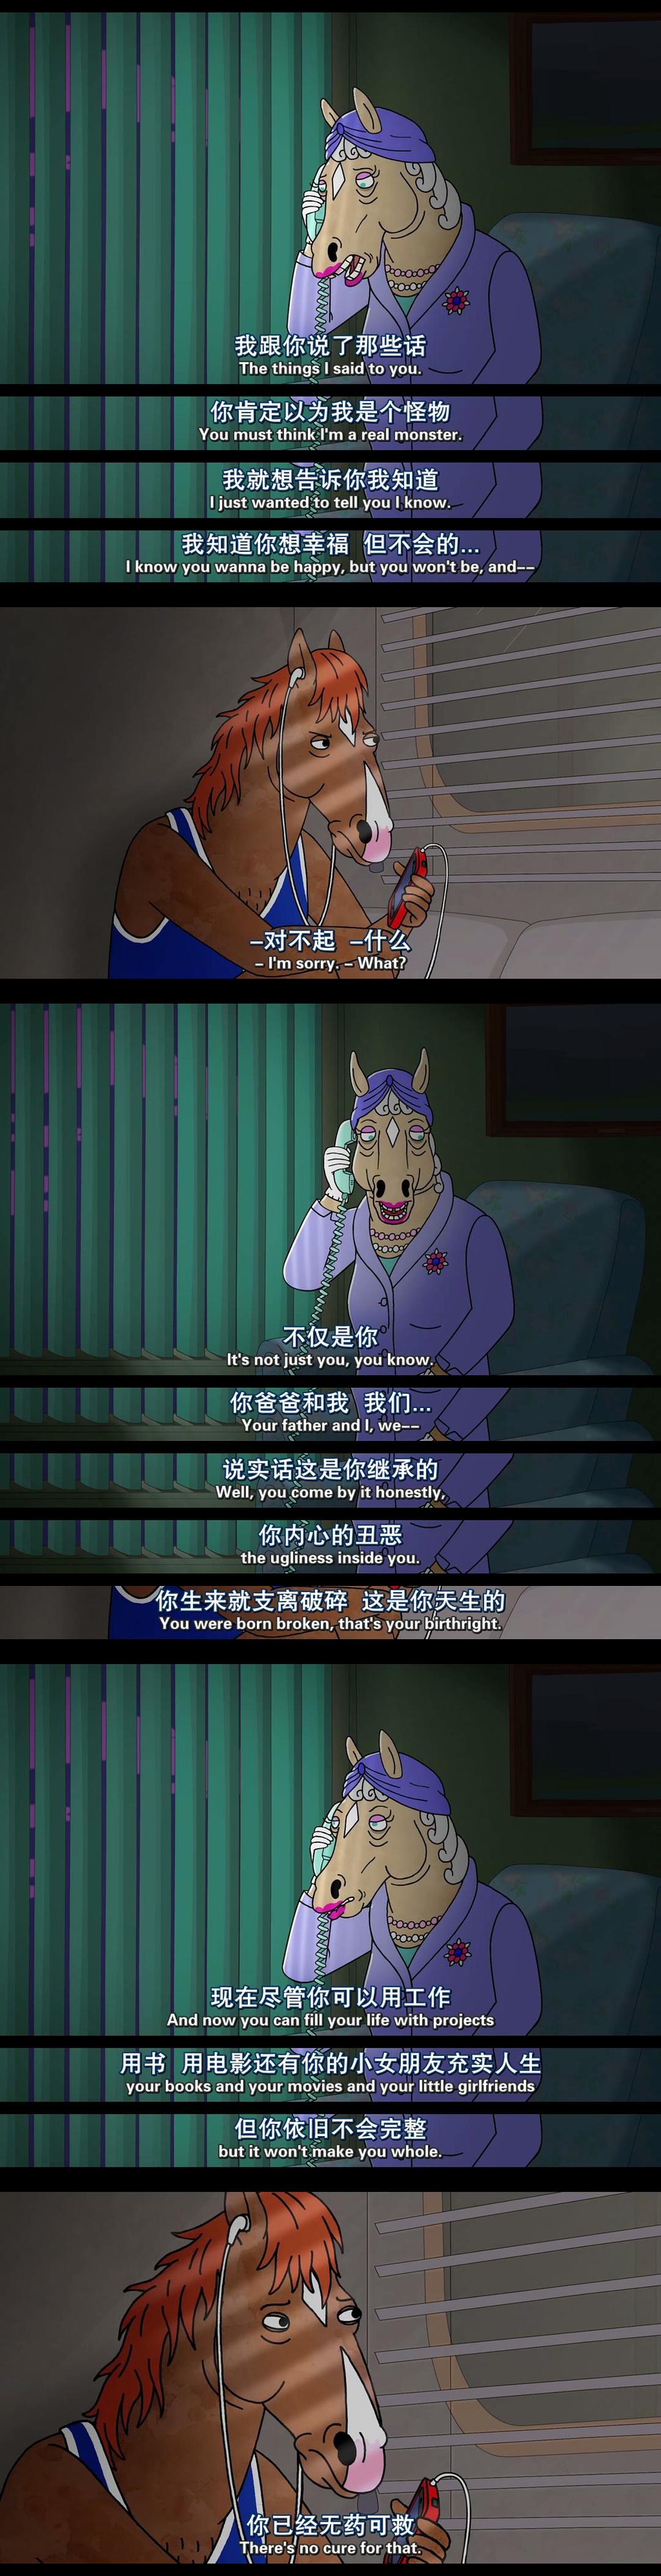 我跟你说了那些话
The things I said to you.
你肯定以为我是个怪物
You must think I'm a real monster.
我就想告诉你我知道
I just wanted to tell you I know.
我知道你想幸福 但不会的...
I know you wanna be happy, but you won't be, and--
-对不起 -什么
- I'm sorry. - What?
不仅是你
It's not just you, you know.
你爸爸和我 我们...
Your father and I, we--
说实话这是你继承的
Well, you come by it honestly,
你内心的丑恶
the ugliness inside you.
你生来就支离破碎 这是你天生的
You were born broken, that's your birthright.
现在尽管你可以用工作
And now you can fill your life with projects
用书 用电影还有你的小女朋友充实人生
your books and your movies and your little girlfriends
但你依旧不会完整
but it won't make you whole.
你已经无药可救
There's no cure for that.